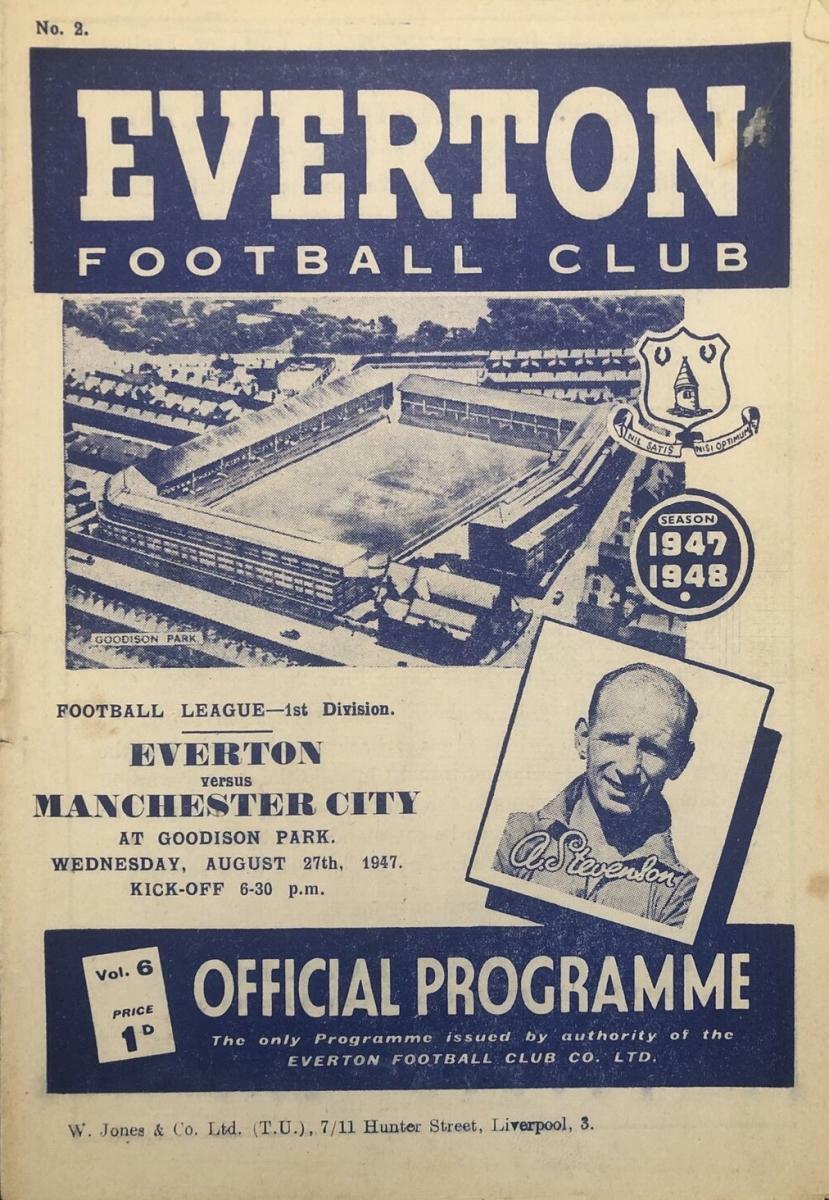 No. 2.
EVERTON
FOOTBALL CLUB
NIL SATIS NISI OPTIMUM
SEASON
1947
1948
GOODISON PARK
FOOTBALL LEAGUE—1st Division.
EVERTON
versus
MANCHESTER CITY
AT GOODISON PARK.
WEDNESDAY, AUGUST 27th, 1947.
KICK-OFF 6-30 p.m.
A. Stevenson
Vol. 6
PRICE
1D
OFFICIAL PROGRAMME
The only Programme issued by authority of the
EVERTON FOOTBALL CLUB CO. LTD.
W. Jones & Co. Ltd. (T.U.), 7/11 Hunter Street, Liverpool, 3.